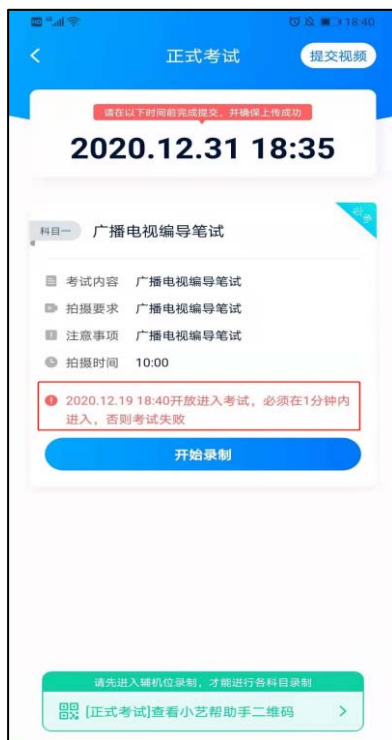 HD 18:40
正式考试
提交视频
请在以下时间前完成提交，并确保上传成功
2020.12.31 18:35
必考
科目一 广播电视编导笔试
考试内容 广播电视编导笔试
拍摄要求 广播电视编导笔试
注意事项 广播电视编导笔试
拍摄时间 10:00
2020.12.19 18:40开放进入考试，必须在1分钟内
进入，否则考试失败
开始录制
请先进入辅机位录制，才能进行各科目录制
[正式考试]查看小艺帮助手二维码